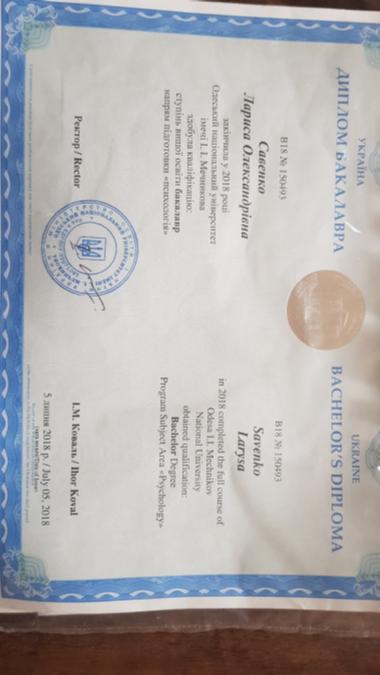 УКРАЇНА
ДИПЛОМ БАКАЛАВРА
В18 № 150493
Савенко
Лариса Олександрівна
закінчила у 2018 році
Одеський національний університет
імені І. І. Мечникова
здобула кваліфікацію:
ступінь вищої освіти бакалавр
напрям підготовки «психологія»
Ректор / Rector
UKRAINE
BACHELOR'S DIPLOMA
B18 № 150493
Savenko
Larysa
in 2018 completed the full course of
Odesa I.I. Mechnikov
National University
obtained qualification:
Bachelor Degree
Program Subject Area «Psychology»
І.М. Коваль / Ihor Koval
5 липня 2018 р. / July 05, 2018